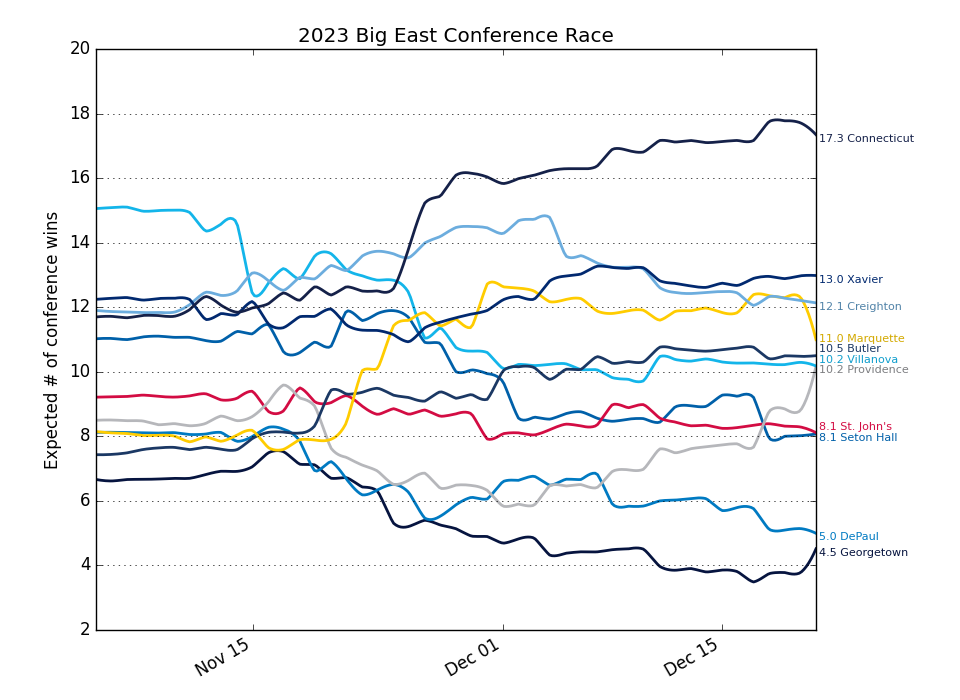 2023 Big East Conference Race
Expected # of conference wins
20
18
16
14
12
10
8
6
4
2
Nov 15
Dec 01
Dec 15
17.3 Connecticut
13.0 Xavier
12.1 Creighton
11.0 Marquette
10.5 Butler
10.2 Villanova
10.2 Providence
8.1 St. John's
8.1 Seton Hall
5.0 DePaul
4.5 Georgetown